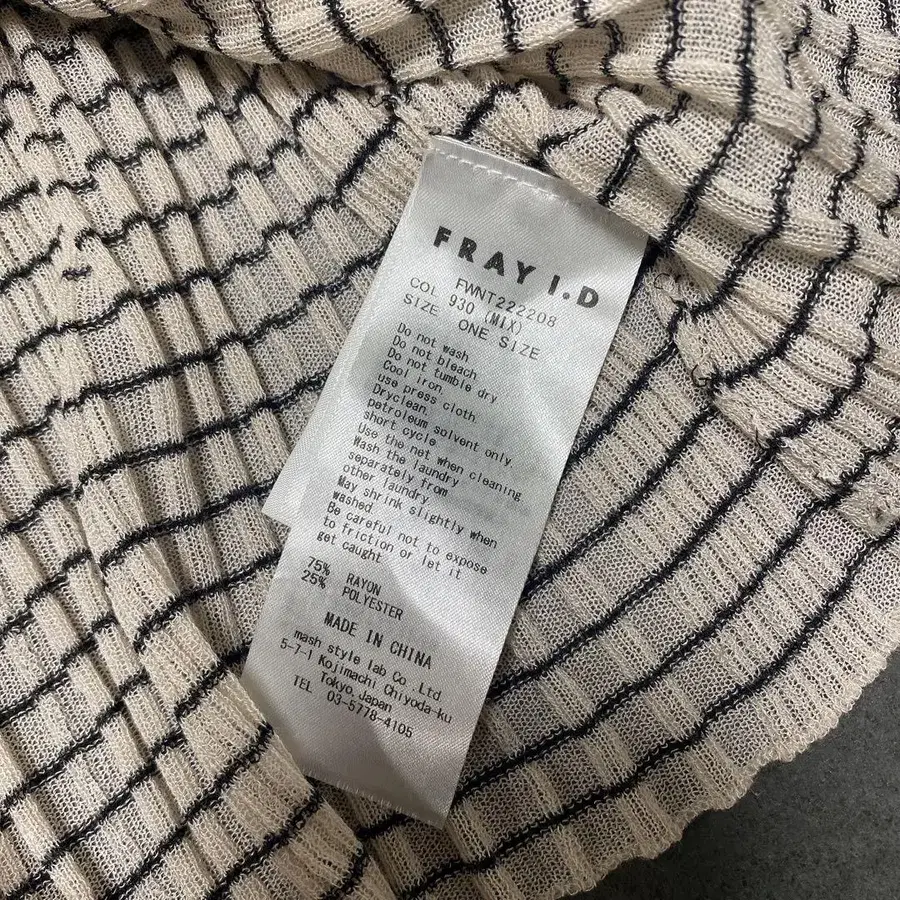 FRAY I.D
FWNT222208
COL 930 (MIX)
SIZE ONE SIZE
Do not wash
Do not bleach
Do not tumble dry
Cool iron.
use press cloth
Dryclean.
petroleum solvent only.
short cycle
Use the net when cleaning
Wash the laundry
separately from
other laundry.
May shrink slightly when
washed.
Be careful not to expose
to friction or let it
get caught
75% RAYON
25% POLYESTER
MADE IN CHINA
mash style lab Co.,Ltd
5-7-1 Kojimachi Chiyoda-ku
Tokyo,Japan
TEL 03-5778-4105